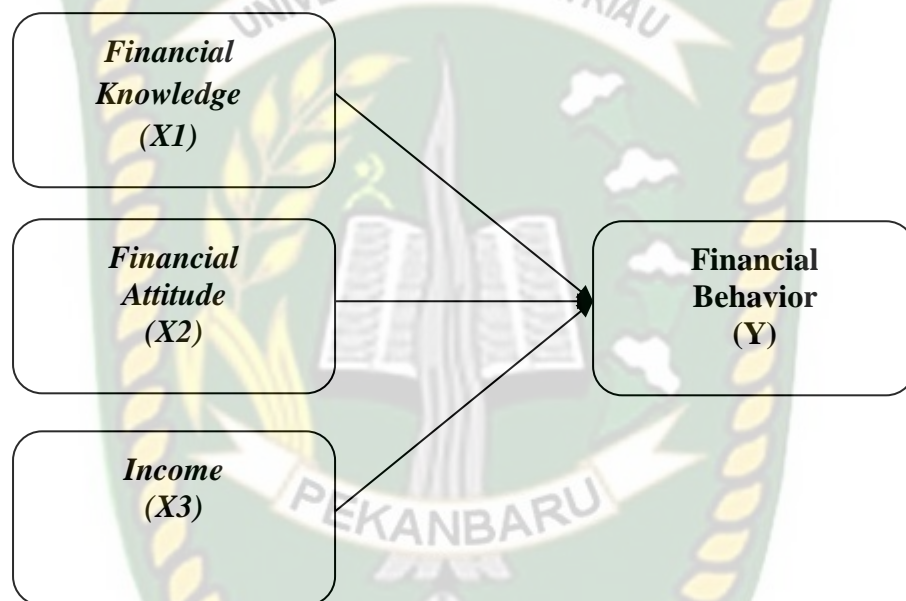 Financial
Knowledge
(X1)
Financial
Attitude
(X2)
Income
(X3)
Financial
Behavior
(Y)
PEKANBARU